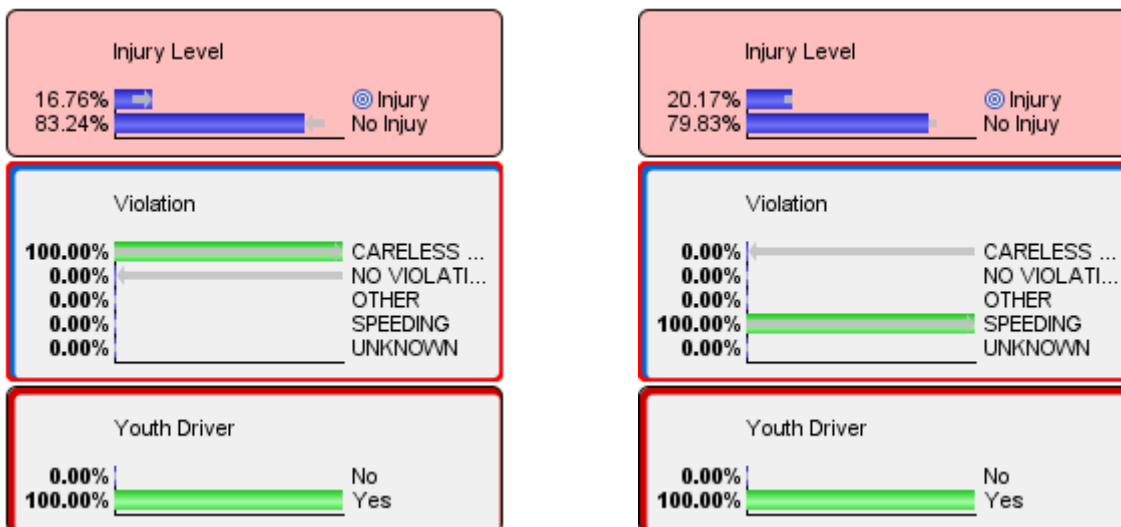 Injury Level
16.76% Injury
83.24% No Injuy
Violation
100.00% CARELESS ...
0.00% NO VIOLATI...
0.00% OTHER
0.00% SPEEDING
0.00% UNKNOWN
Youth Driver
0.00% No
100.00% Yes
Injury Level
20.17% Injury
79.83% No Injuy
Violation
0.00% CARELESS ...
0.00% NO VIOLATI...
0.00% OTHER
100.00% SPEEDING
0.00% UNKNOWN
Youth Driver
0.00% No
100.00% Yes